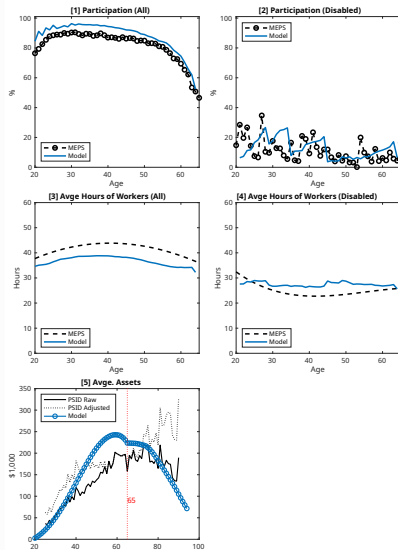 [1] Participation (All)
100
80
60
40
20
0
%
MEPS
Model
20 30 40 50 60
Age
[2] Participation (Disabled)
100
80
60
40
20
0
%
MEPS
Model
20 30 40 50 60
Age
[3] Avge Hours of Workers (All)
60
50
40
30
20
10
0
Hours
MEPS
Model
20 30 40 50 60
Age
[4] Avge Hours of Workers (Disabled)
60
50
40
30
20
10
0
Hours
MEPS
Model
20 30 40 50 60
Age
[5] Avge. Assets
350
300
250
200
150
100
50
0
$1,000
PSID Raw
PSID Adjusted
Model
65
20 40 60 80 100
Age